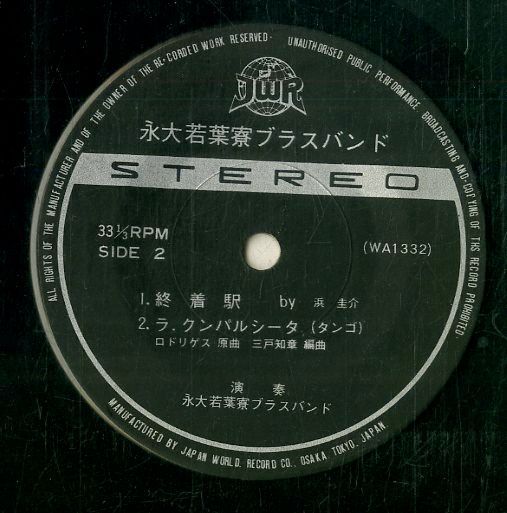 ALL RIGHTS OF THE MANUFACTURER AND OF THE OWNER OF THE RE·CORDED WORK RESERVED· UNAUTHORISED PUBLIC PERFORMANCE BROADCASTING AND·COPYING OF THS RECORD PROHIBITED.
JWR
永大若葉寮ブラスバンド
STEREO
33 1/3 RPM
SIDE 2
(WA1332)
1. 終着駅 by 浜 圭介
2. ラ.クンパルシータ (タンゴ)
ロドリゲス 原曲 三戸知章 編曲
演奏
永大若葉寮ブラスバンド
MANUFACTURED BY JAPAN WORLD. RECORD CO., OSAKA. TOKYO. JAPAN.